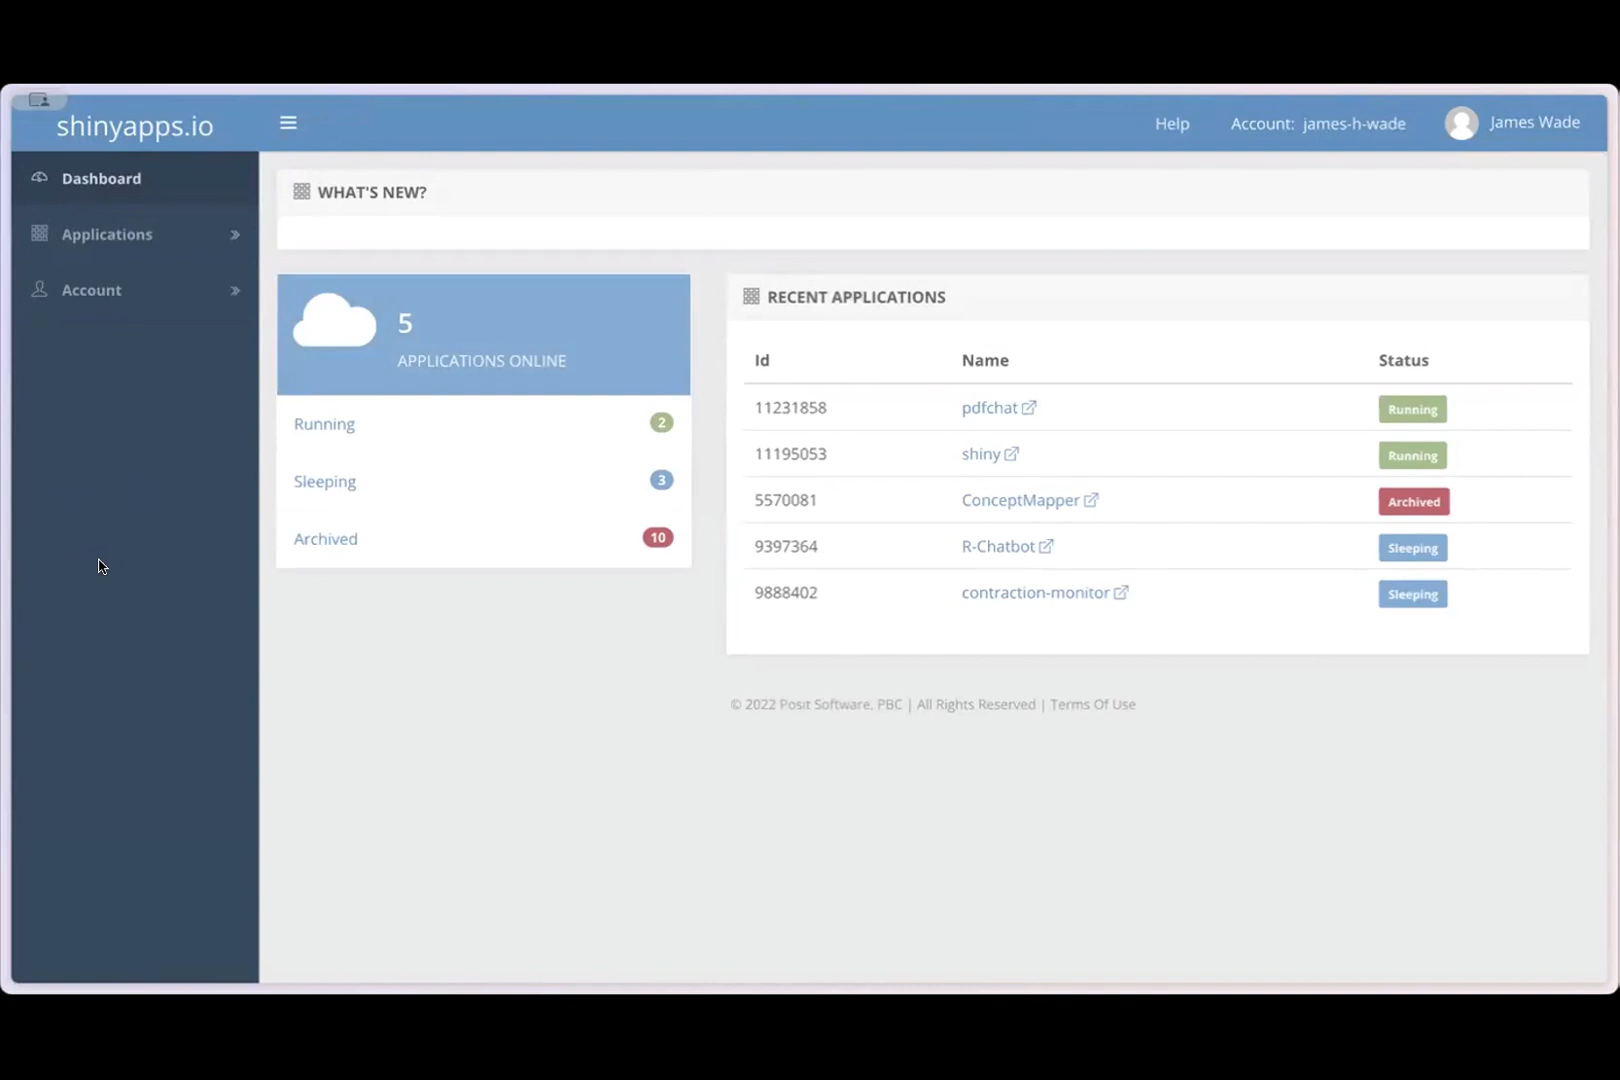 shinyapps.io
Help
Account: james-h-wade
James Wade
Dashboard
Applications
Account
WHAT'S NEW?
5
APPLICATIONS ONLINE
Running 2
Sleeping 3
Archived 10
RECENT APPLICATIONS
Id Name Status
11231858 pdfchat Running
11195053 shiny Running
5570081 ConceptMapper Archived
9397364 R-Chatbot Sleeping
9888402 contraction-monitor Sleeping
© 2022 Posit Software, PBC | All Rights Reserved | Terms Of Use